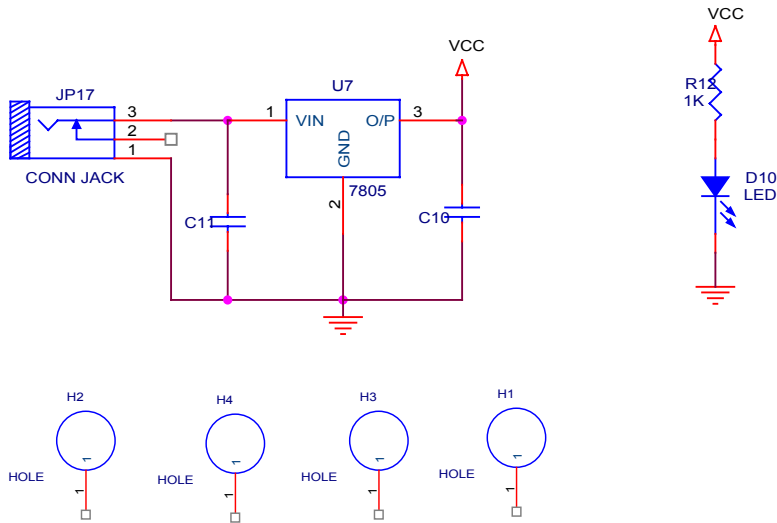 VCC
VCC
JP17
U7
R12
1K
3
2
1
1
VIN
O/P
3
GND
CONN JACK
7805
2
D10
LED
C11
C10
H2
H4
H3
H1
1
1
1
1
HOLE
HOLE
HOLE
HOLE
1
1
1
1